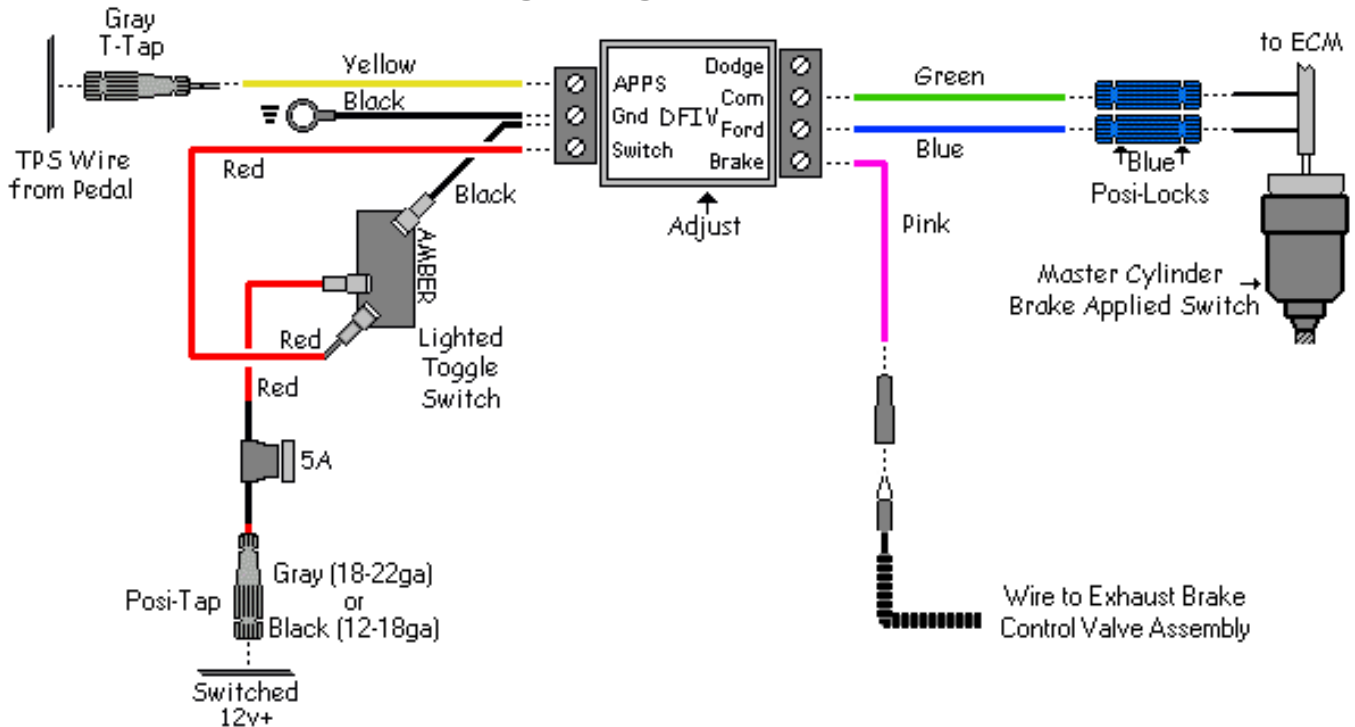 Gray
T-Tap
Yellow
Black
TPS Wire
from Pedal
Red
Black
APPS
Gnd
Switch
DFIV
Dodge
Com
Ford
Brake
Adjust
Green
Blue
Pink
Blue
Posi-Locks
to ECM
Master Cylinder
Brake Applied Switch
AMBER
Lighted
Toggle
Switch
Red
Red
5A
Posi-Tap
Gray (18-22ga)
or
Black (12-18ga)
Switched
12v+
Wire to Exhaust Brake
Control Valve Assembly